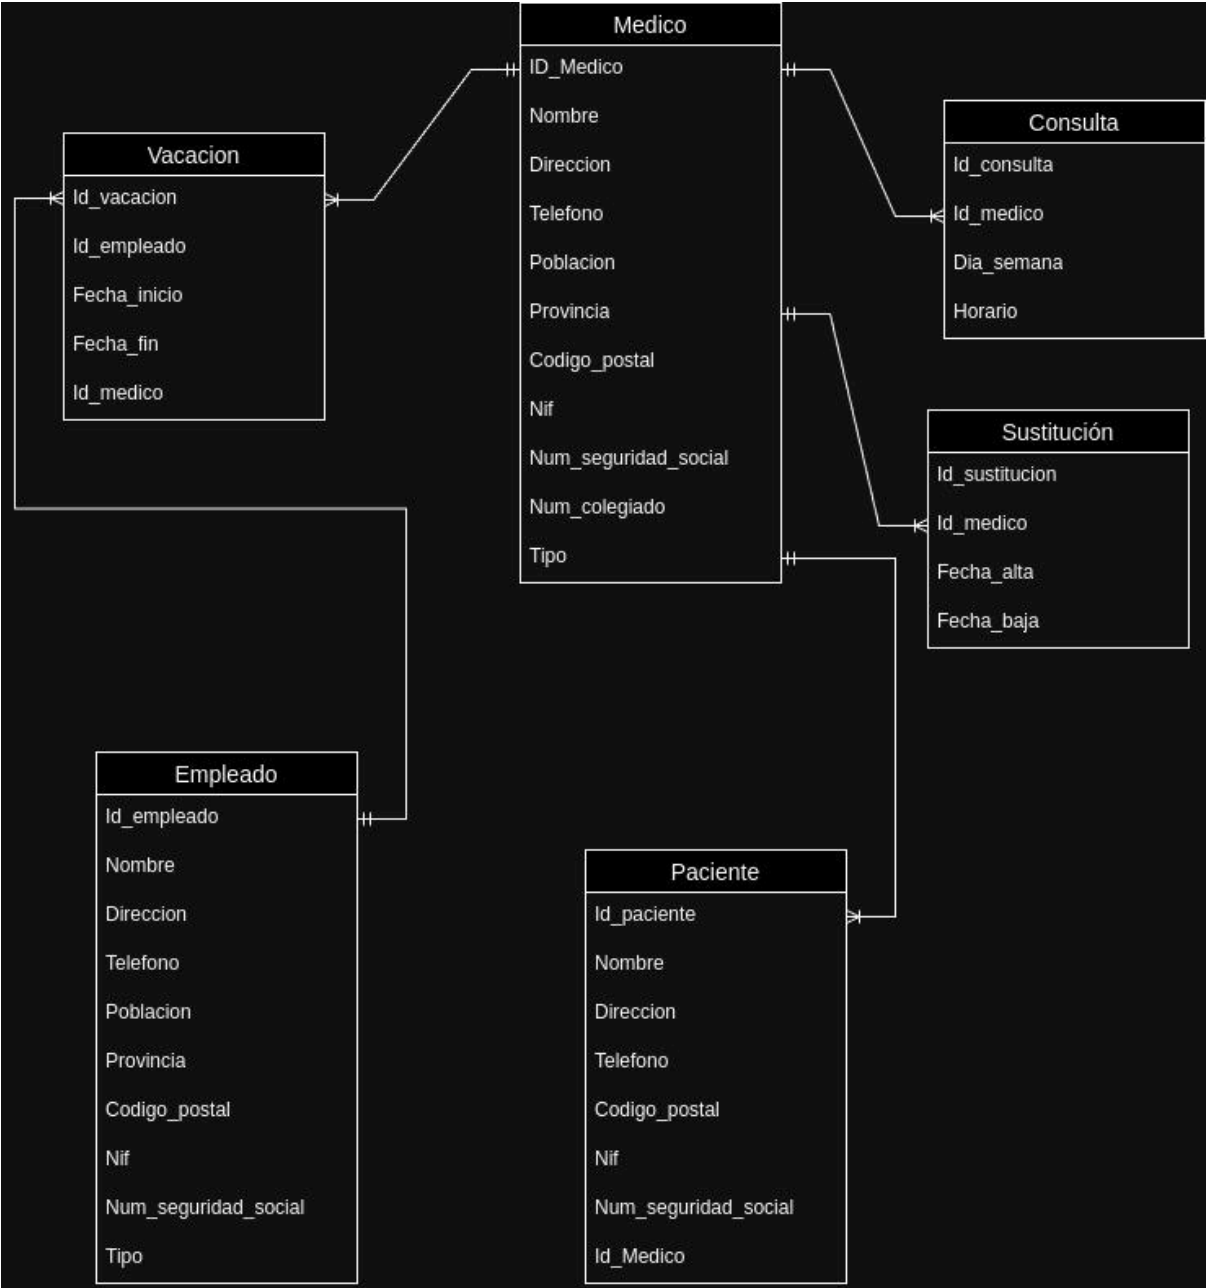 Medico
ID_Medico
Nombre
Direccion
Telefono
Poblacion
Provincia
Codigo_postal
Nif
Num_seguridad_social
Num_colegiado
Tipo
Vacacion
Id_vacacion
Id_empleado
Fecha_inicio
Fecha_fin
Id_medico
Consulta
Id_consulta
Id_medico
Dia_semana
Horario
Sustitución
Id_sustitucion
Id_medico
Fecha_alta
Fecha_baja
Empleado
Id_empleado
Nombre
Direccion
Telefono
Poblacion
Provincia
Codigo_postal
Nif
Num_seguridad_social
Tipo
Paciente
Id_paciente
Nombre
Direccion
Telefono
Codigo_postal
Nif
Num_seguridad_social
Id_Medico